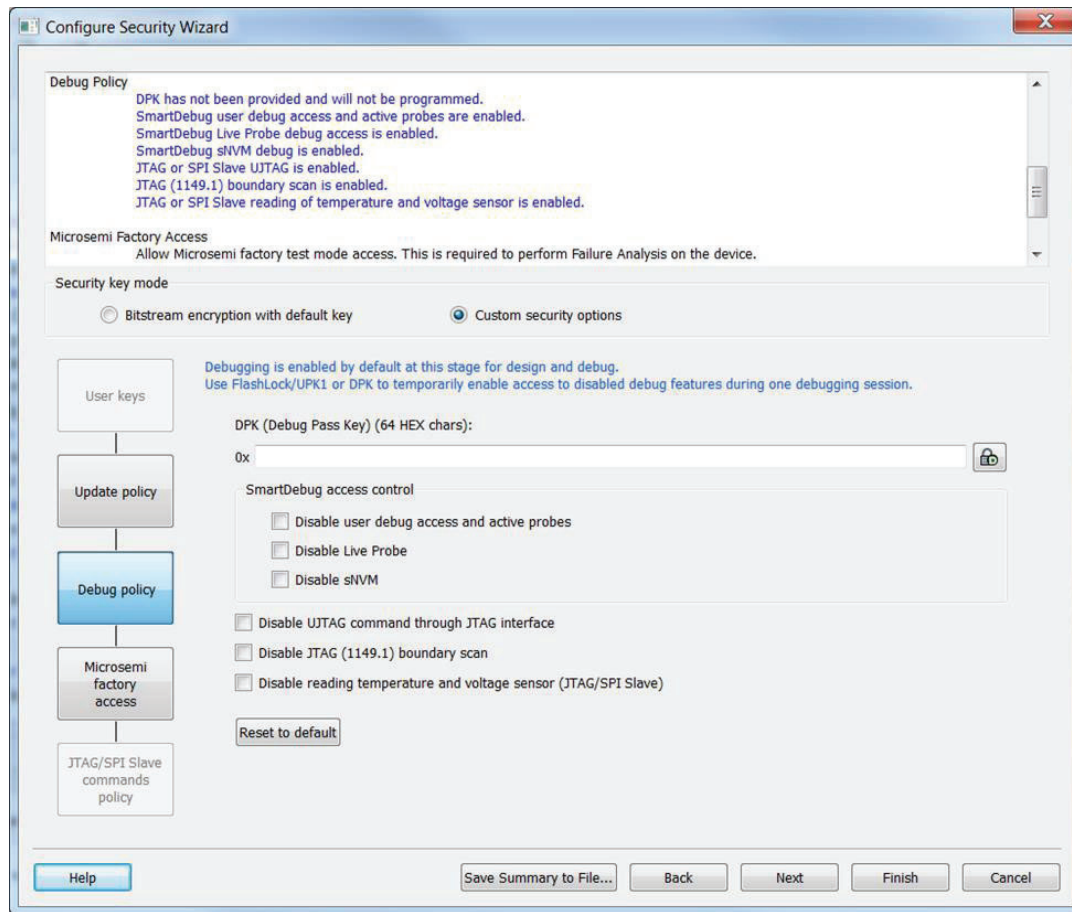 Configure Security Wizard
Debug Policy
DPK has not been provided and will not be programmed.
SmartDebug user debug access and active probes are enabled.
SmartDebug Live Probe debug access is enabled.
SmartDebug sNVM debug is enabled.
JTAG or SPI Slave UJTAG is enabled.
JTAG (1149.1) boundary scan is enabled.
JTAG or SPI Slave reading of temperature and voltage sensor is enabled.
Microsemi Factory Access
Allow Microsemi factory test mode access. This is required to perform Failure Analysis on the device.
Security key mode
Bitstream encryption with default key
Custom security options
User keys
Update policy
Debug policy
Microsemi
factory
access
JTAG/SPI Slave
commands
policy
Debugging is enabled by default at this stage for design and debug.
Use FlashLock/UPK1 or DPK to temporarily enable access to disabled debug features during one debugging session.
DPK (Debug Pass Key) (64 HEX chars):
0x
SmartDebug access control
Disable user debug access and active probes
Disable Live Probe
Disable sNVM
Disable UJTAG command through JTAG interface
Disable JTAG (1149.1) boundary scan
Disable reading temperature and voltage sensor (JTAG/SPI Slave)
Reset to default
Help
Save Summary to File...
Back
Next
Finish
Cancel